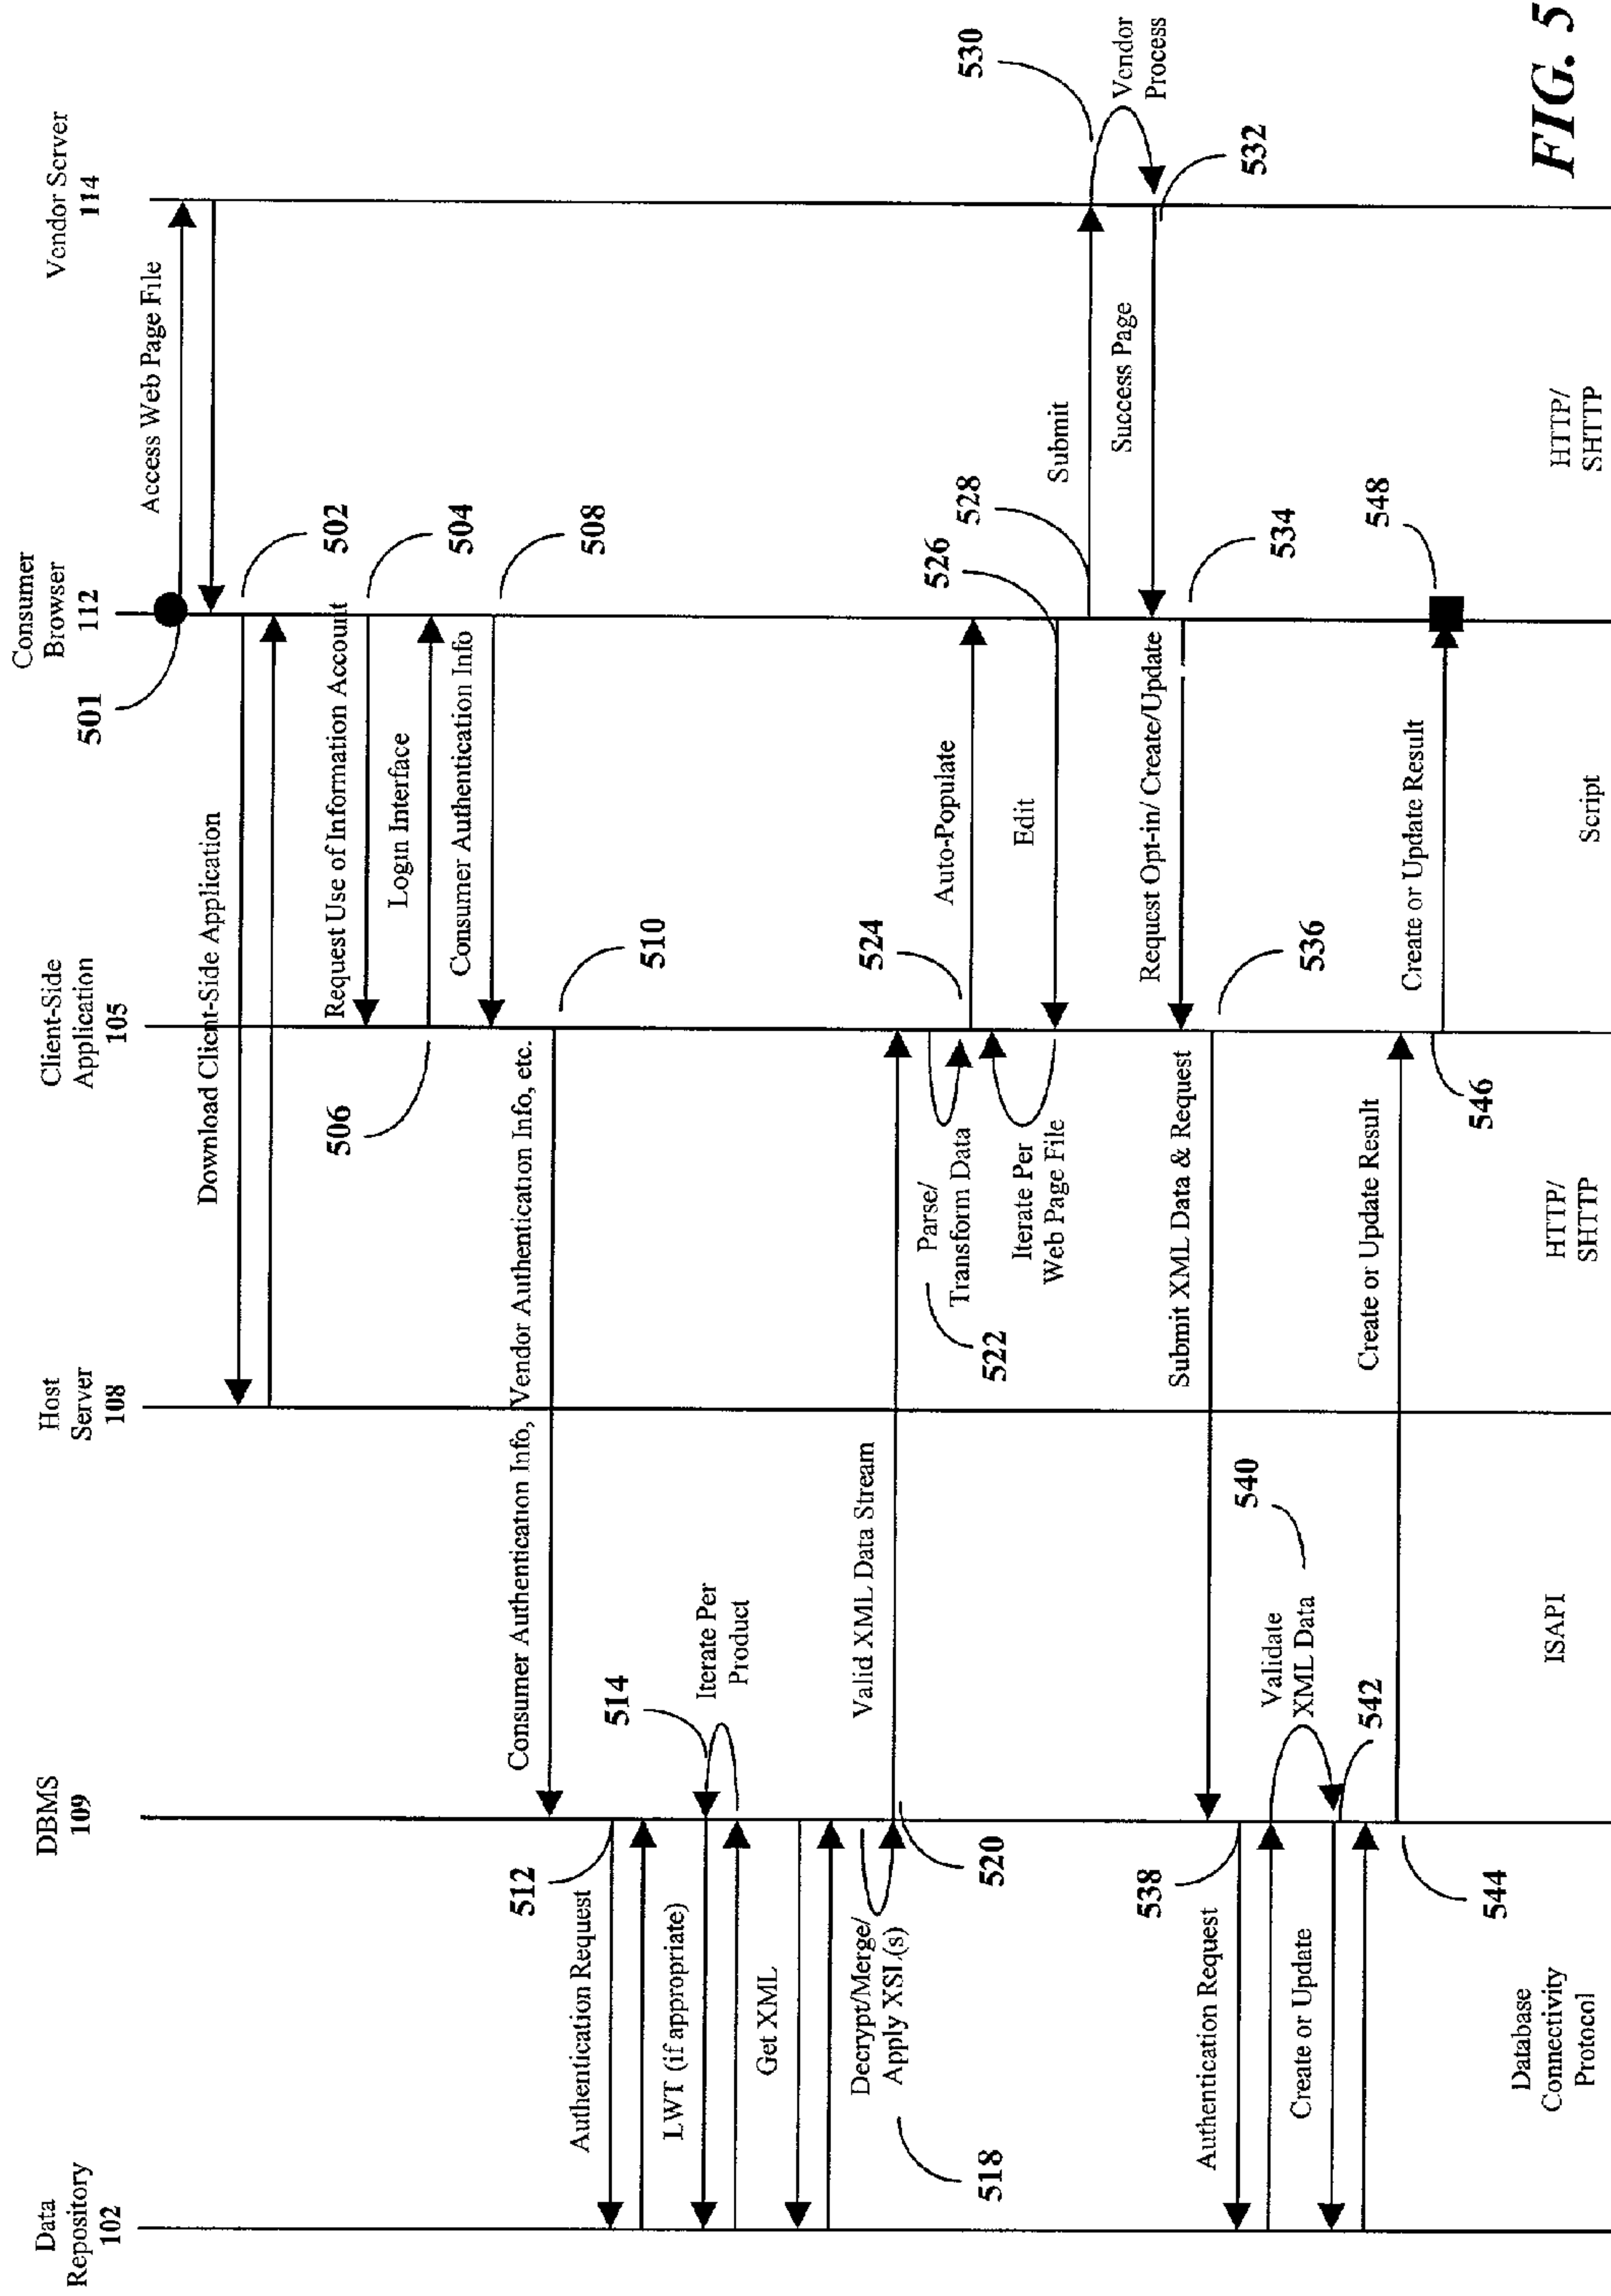 Data
Repository
102
DBMS
109
Host
Server
108
Client-Side
Application
105
Consumer
Browser
112
Vendor Server
114
501
Access Web Page File
502
Download Client-Side Application
504
Request Use of Information Account
506
Login Interface
508
Consumer Authentication Info
510
Consumer Authentication Info, Vendor Authentication Info, etc.
512
Authentication Request
514
LWT (if appropriate)
Iterate Per
Product
Get XML
Decrypt/Merge/
Apply XSL(s)
518
520
Valid XML Data Stream
522
Parse/
Transform Data
524
Auto-Populate
Iterate Per
Web Page File
526
Edit
528
Submit
530
Vendor
Process
532
Success Page
534
Request Opt-in/ Create/Update
536
Submit XML Data & Request
538
Authentication Request
540
Validate
XML Data
542
Create or Update
544
Create or Update Result
546
Create or Update Result
548
Database
Connectivity
Protocol
ISAPI
HTTP/
SHTTP
Script
HTTP/
SHTTP
FIG. 5